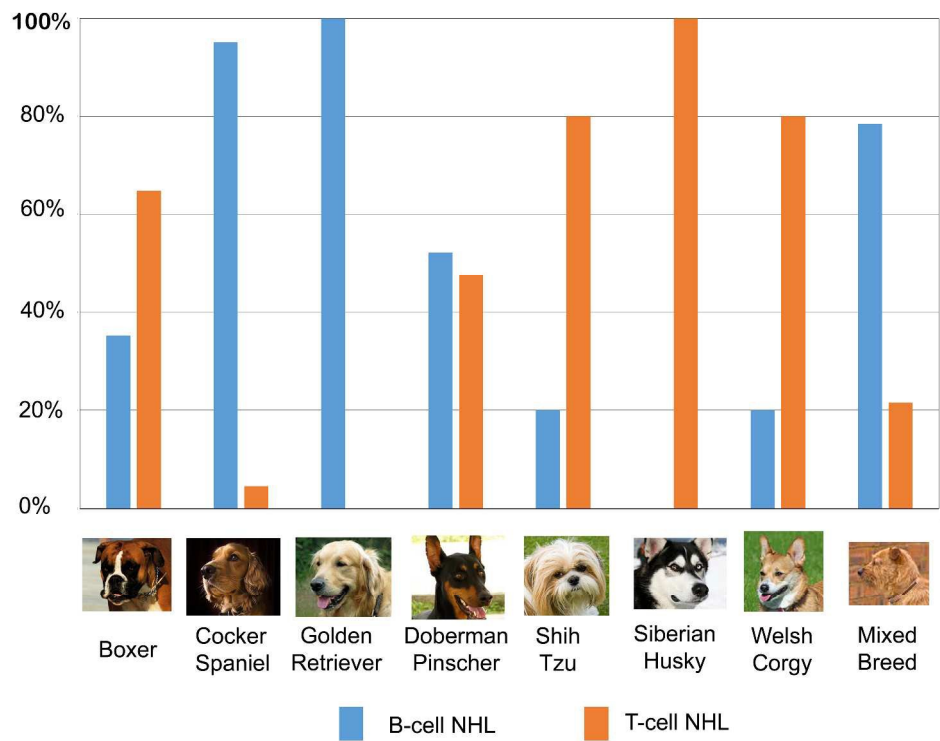 100%
80%
60%
40%
20%
0%
Boxer
Cocker
Spaniel
Golden
Retriever
Doberman
Pinscher
Shih
Tzu
Siberian
Husky
Welsh
Corgy
Mixed
Breed
B-cell NHL
T-cell NHL